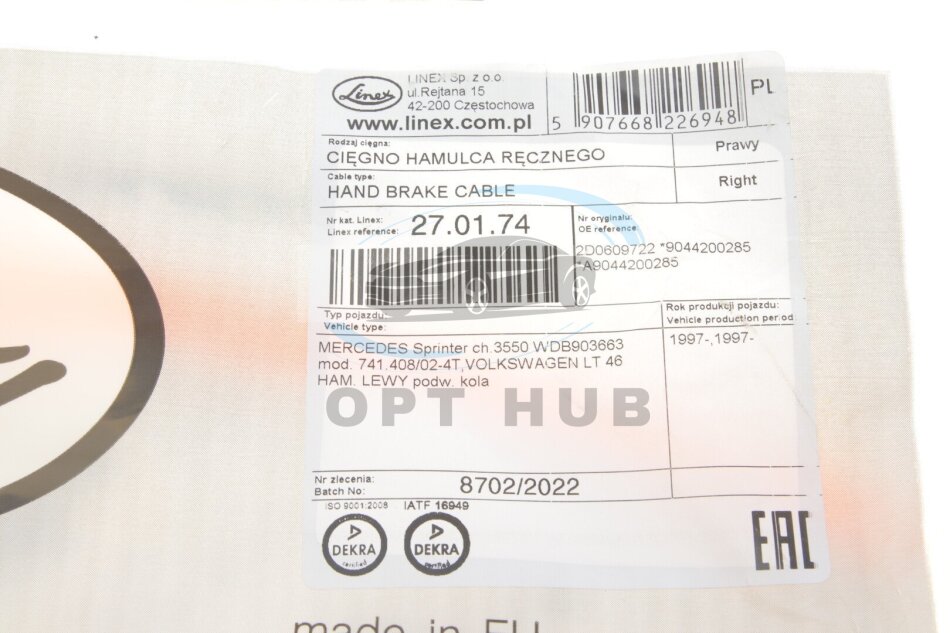 Linex
LINEX Sp. z o.o.
ul.Rejtana 15
42-200 Częstochowa
www.linex.com.pl
5 907668 226948
PL
Rodzaj cięgna:
CIĘGNO HAMULCA RĘCZNEGO
Prawy
Cable type:
HAND BRAKE CABLE
Right
Nr kat. Linex:
Linex reference:
27.01.74
Nr oryginału:
OE reference:
2D0609722 *9044200285
*A9044200285
Typ pojazdu:
Vehicle type:
Rok produkcji pojazdu:
Vehicle production period:
MERCEDES Sprinter ch.3550 WDB903663
mod. 741.408/02-4T,VOLKSWAGEN LT 46
HAM. LEWY podw. kola
1997-,1997-
OPT HUB
Nr zlecenia:
Batch No:
8702/2022
ISO 9001:2008
IATF 16949
DEKRA
certified
DEKRA
certified
EAC
made in EU